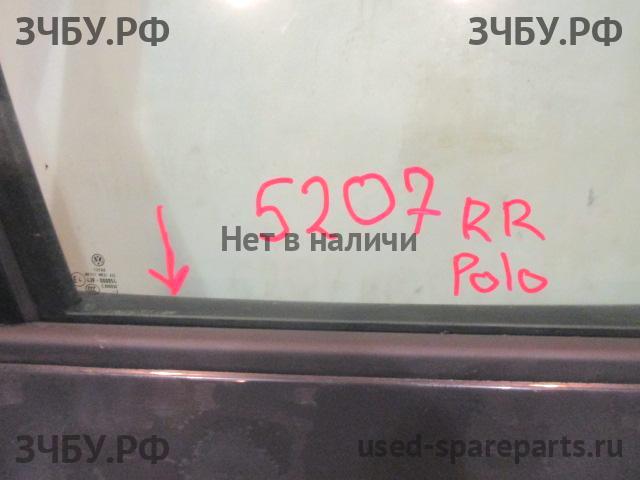 ЗЧБУ.РФ ЗЧБУ.РФ
5207 RR
Нет в наличи
Polo
ЗЧБУ.РФ used-spareparts.ru